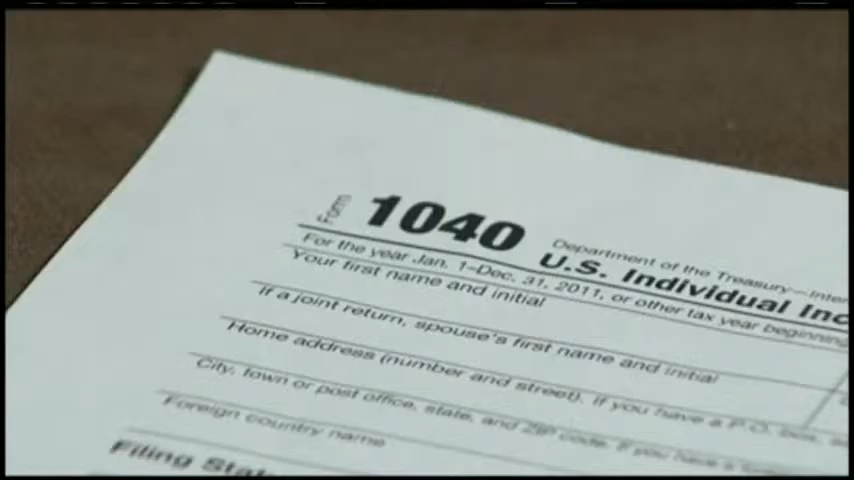 Form 1040
Department of the Treasury—Inter
U.S. Individual Inc
For the year Jan. 1–Dec. 31, 2011, or other tax year beginning
Your first name and initial
If a joint return, spouse's first name and initial
Home address (number and street). If you have a P.O. box,
City, town or post office, state, and ZIP code. If you have a
Foreign country name
Filing Stat